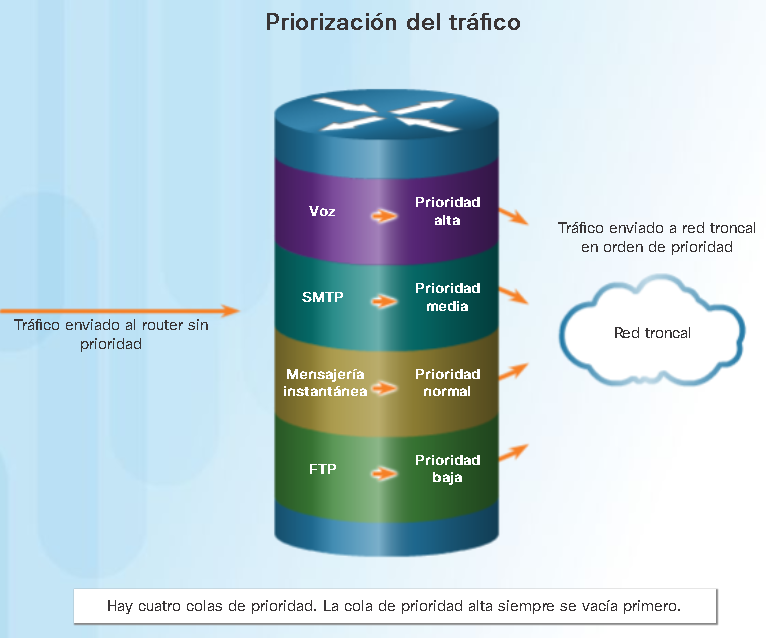 Priorización del tráfico
Voz
Prioridad
alta
SMTP
Prioridad
media
Mensajería
instantánea
Prioridad
normal
FTP
Prioridad
baja
Tráfico enviado al router sin
prioridad
Tráfico enviado a red troncal
en orden de prioridad
Red troncal
Hay cuatro colas de prioridad. La cola de prioridad alta siempre se vacía primero.